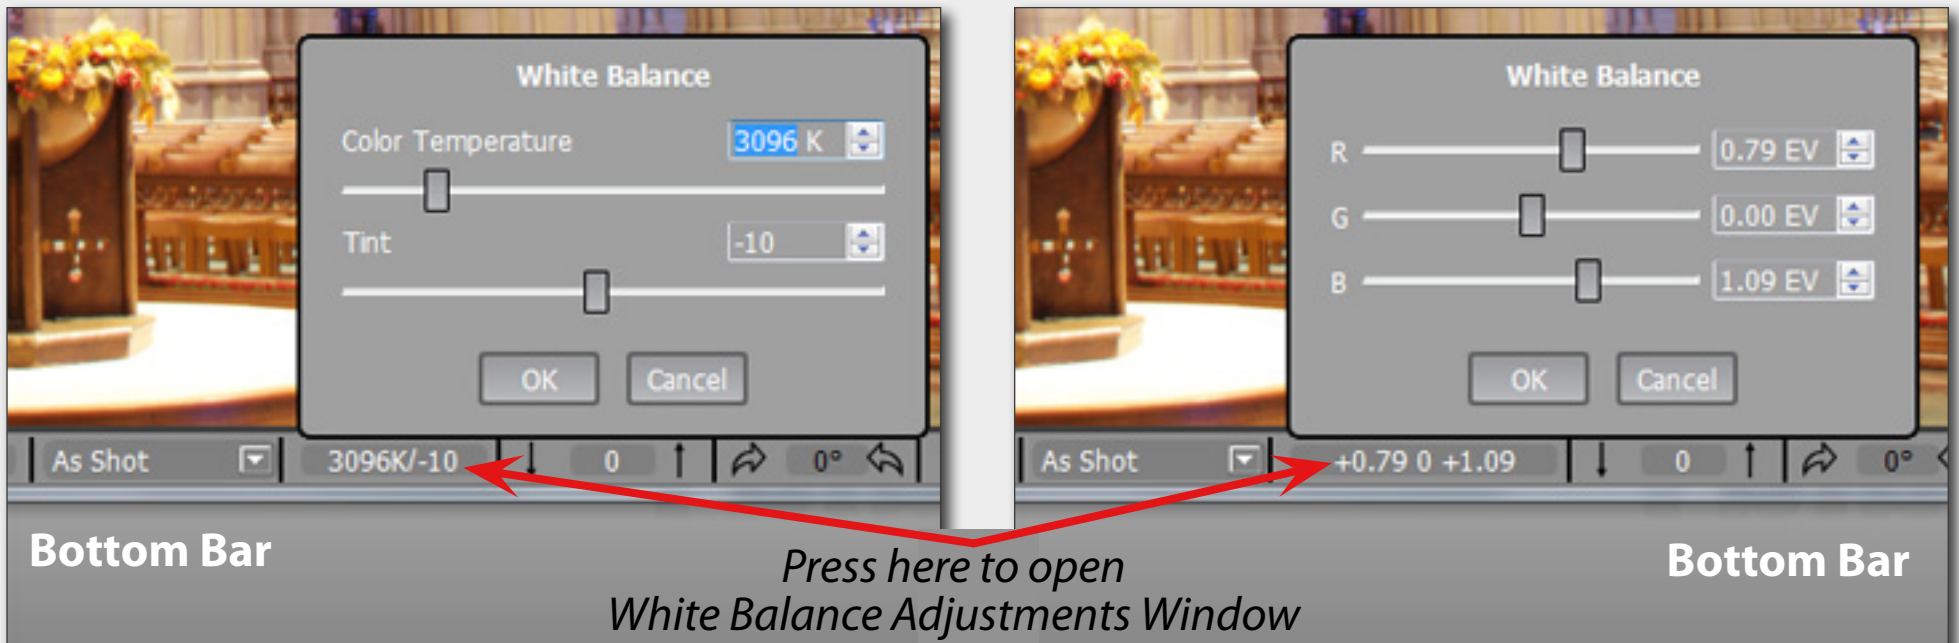 White Balance
Color Temperature
3096 K
Tint
-10
OK Cancel
As Shot 3096K/-10 0 0°
Bottom Bar
White Balance
R 0.79 EV
G 0.00 EV
B 1.09 EV
OK Cancel
As Shot +0.79 0 +1.09 0 0°
Bottom Bar
Press here to open
White Balance Adjustments Window